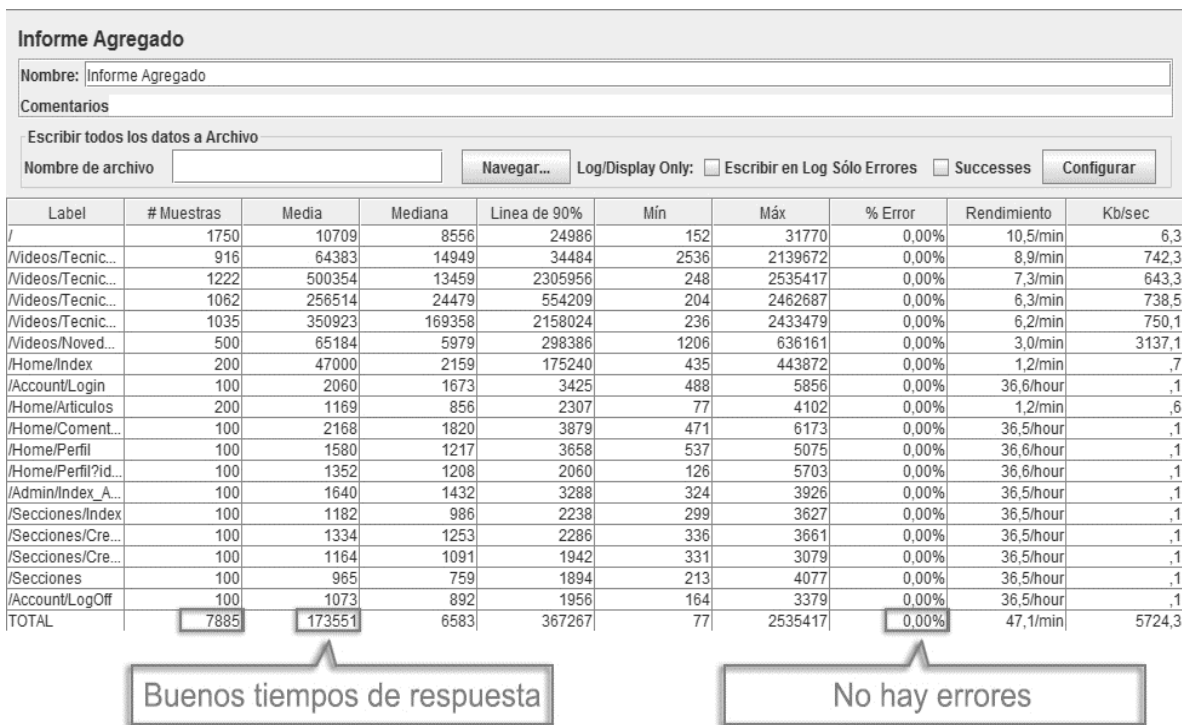 Informe Agregado
Nombre: Informe Agregado
Comentarios
Escribir todos los datos a Archivo
Nombre de archivo Navegar... Log/Display Only: Escribir en Log Sólo Errores Successes Configurar
Label # Muestras Media Mediana Linea de 90% Mín Máx % Error Rendimiento Kb/sec
/ 1750 10709 8556 24986 152 31770 0,00% 10,5/min 6,3
/Videos/Tecnic... 916 64383 14949 34484 2536 2139672 0,00% 8,9/min 742,3
/Videos/Tecnic... 1222 500354 13459 2305956 248 2535417 0,00% 7,3/min 643,3
/Videos/Tecnic... 1062 256514 24479 554209 204 2462687 0,00% 6,3/min 738,5
/Videos/Tecnic... 1035 350923 169358 2158024 236 2433479 0,00% 6,2/min 750,1
/Videos/Noved... 500 65184 5979 298386 1206 636161 0,00% 3,0/min 3137,1
/Home/Index 200 47000 2159 175240 435 443872 0,00% 1,2/min ,7
/Account/Login 100 2060 1673 3425 488 5856 0,00% 36,6/hour ,1
/Home/Articulos 200 1169 856 2307 77 4102 0,00% 1,2/min ,6
/Home/Coment... 100 2168 1820 3879 471 6173 0,00% 36,5/hour ,1
/Home/Perfil 100 1580 1217 3658 537 5075 0,00% 36,6/hour ,1
/Home/Perfil?id... 100 1352 1208 2060 126 5703 0,00% 36,6/hour ,1
/Admin/Index_A... 100 1640 1432 3288 324 3926 0,00% 36,5/hour ,1
/Secciones/Index 100 1182 986 2238 299 3627 0,00% 36,5/hour ,1
/Secciones/Cre... 100 1334 1253 2286 336 3661 0,00% 36,5/hour ,1
/Secciones/Cre... 100 1164 1091 1942 331 3079 0,00% 36,5/hour ,1
/Secciones 100 965 759 1894 213 4077 0,00% 36,5/hour ,1
/Account/LogOff 100 1073 892 1956 164 3379 0,00% 36,5/hour ,1
TOTAL 7885 173551 6583 367267 77 2535417 0,00% 47,1/min 5724,3
Buenos tiempos de respuesta No hay errores